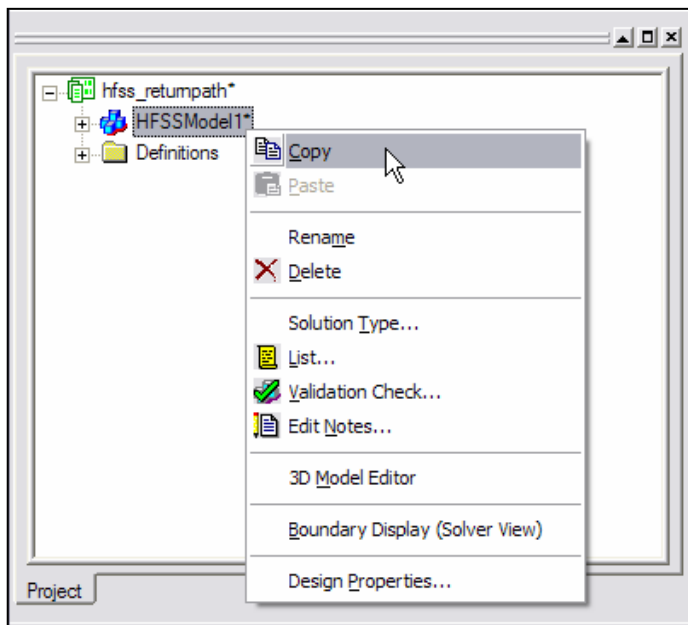 hfss_returnpath*
HFSSModel1*
Definitions
Copy
Paste
Rename
Delete
Solution Type...
List...
Validation Check...
Edit Notes...
3D Model Editor
Boundary Display (Solver View)
Design Properties...
Project